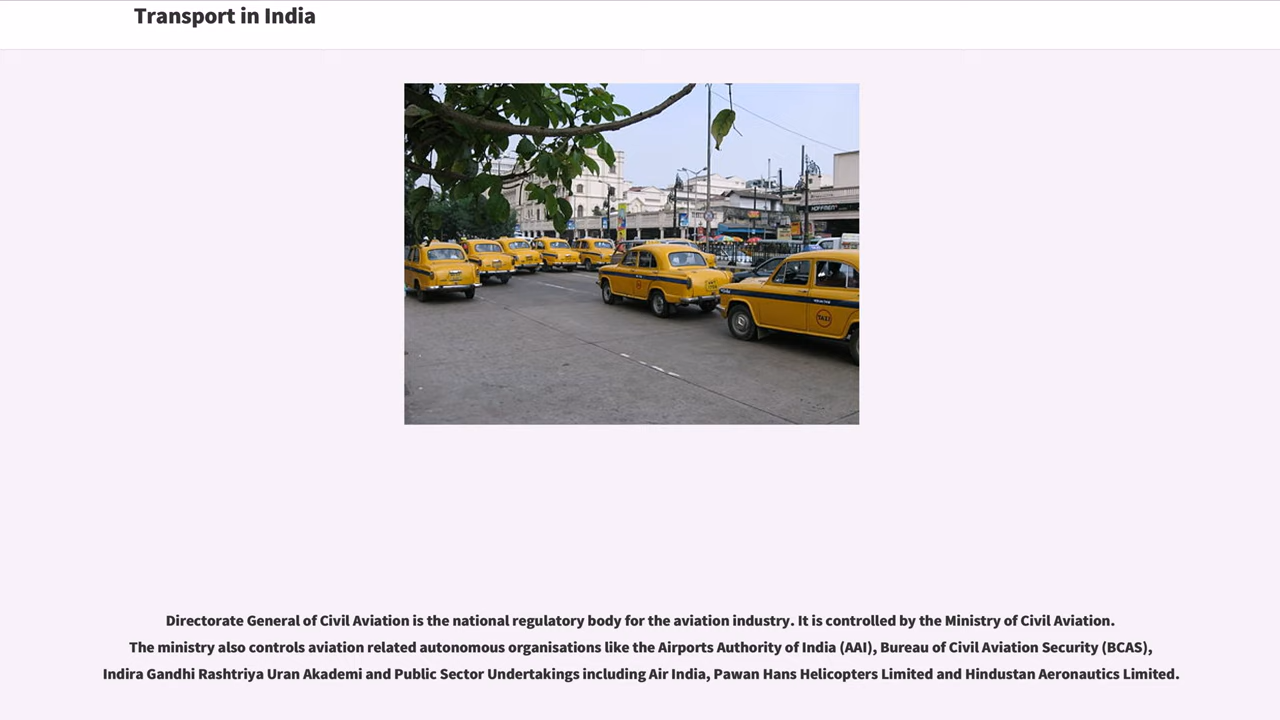 Transport in India
HOFFMEN
TAXI
Directorate General of Civil Aviation is the national regulatory body for the aviation industry. It is controlled by the Ministry of Civil Aviation.
The ministry also controls aviation related autonomous organisations like the Airports Authority of India (AAI), Bureau of Civil Aviation Security (BCAS),
Indira Gandhi Rashtriya Uran Akademi and Public Sector Undertakings including Air India, Pawan Hans Helicopters Limited and Hindustan Aeronautics Limited.